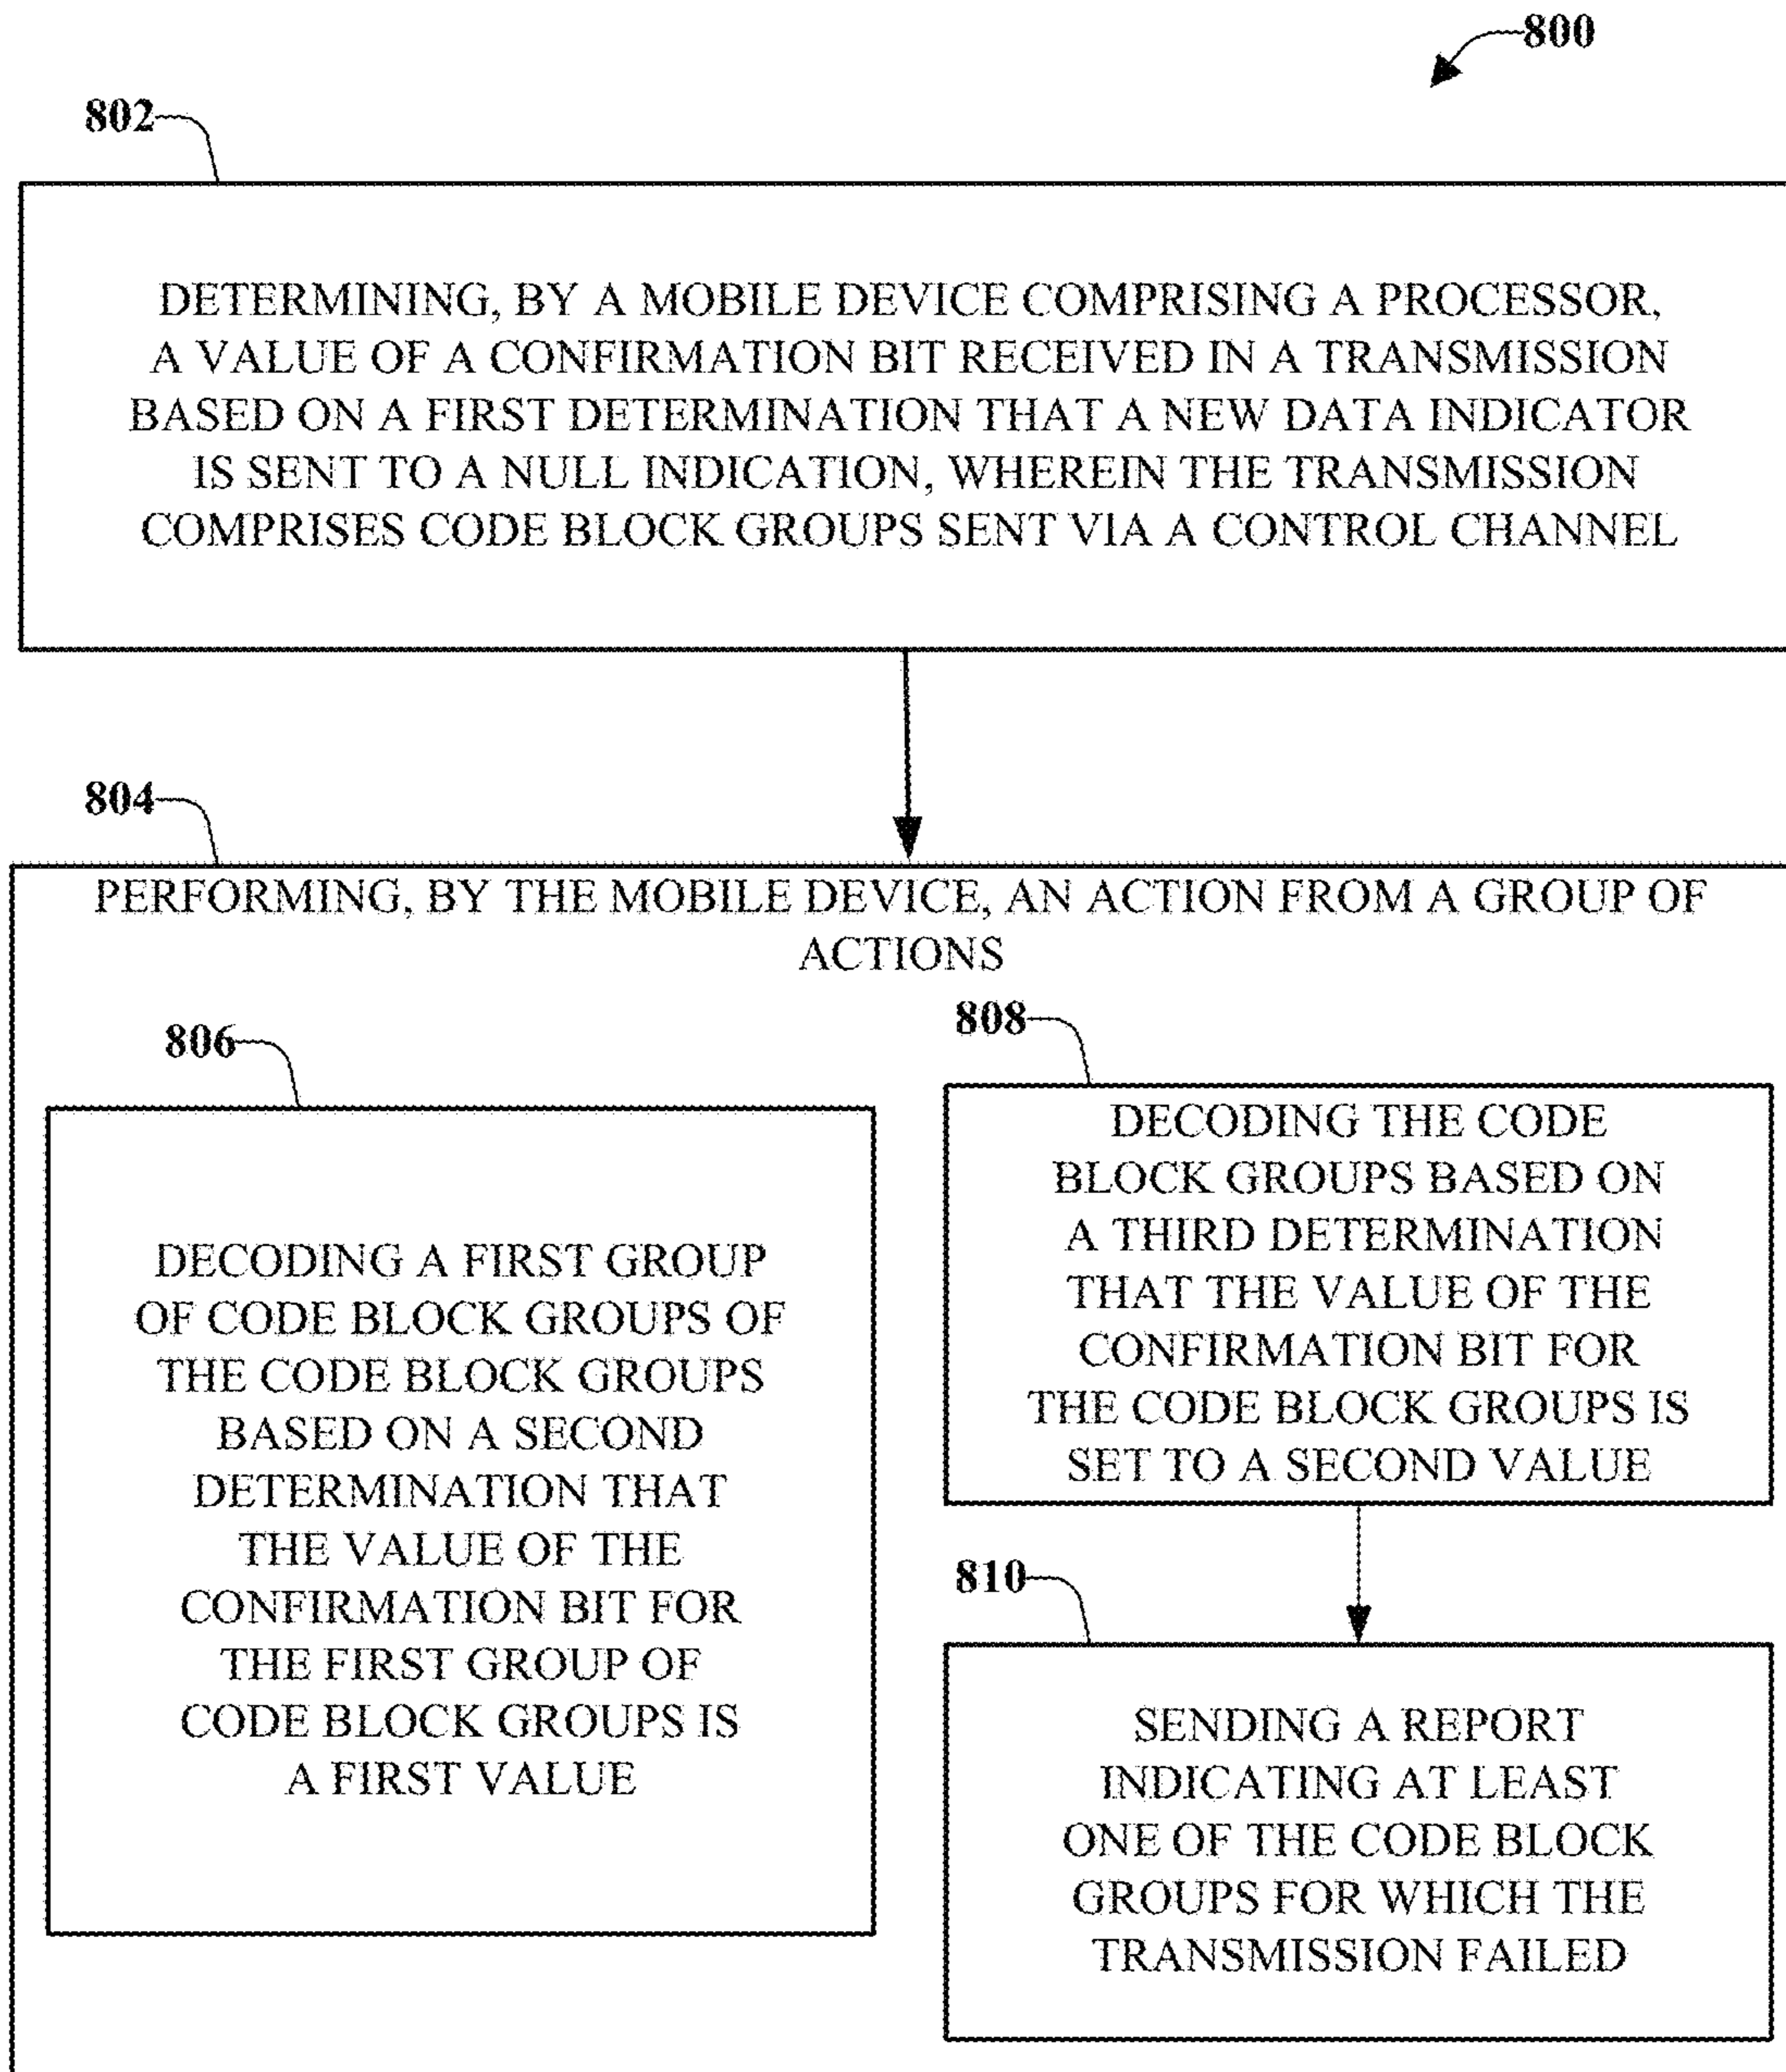 800
802
DETERMINING, BY A MOBILE DEVICE COMPRISING A PROCESSOR,
A VALUE OF A CONFIRMATION BIT RECEIVED IN A TRANSMISSION
BASED ON A FIRST DETERMINATION THAT A NEW DATA INDICATOR
IS SENT TO A NULL INDICATION, WHEREIN THE TRANSMISSION
COMPRISES CODE BLOCK GROUPS SENT VIA A CONTROL CHANNEL
804
PERFORMING, BY THE MOBILE DEVICE, AN ACTION FROM A GROUP OF
ACTIONS
806
DECODING A FIRST GROUP
OF CODE BLOCK GROUPS OF
THE CODE BLOCK GROUPS
BASED ON A SECOND
DETERMINATION THAT
THE VALUE OF THE
CONFIRMATION BIT FOR
THE FIRST GROUP OF
CODE BLOCK GROUPS IS
A FIRST VALUE
808
DECODING THE CODE
BLOCK GROUPS BASED ON
A THIRD DETERMINATION
THAT THE VALUE OF THE
CONFIRMATION BIT FOR
THE CODE BLOCK GROUPS IS
SET TO A SECOND VALUE
810
SENDING A REPORT
INDICATING AT LEAST
ONE OF THE CODE BLOCK
GROUPS FOR WHICH THE
TRANSMISSION FAILED